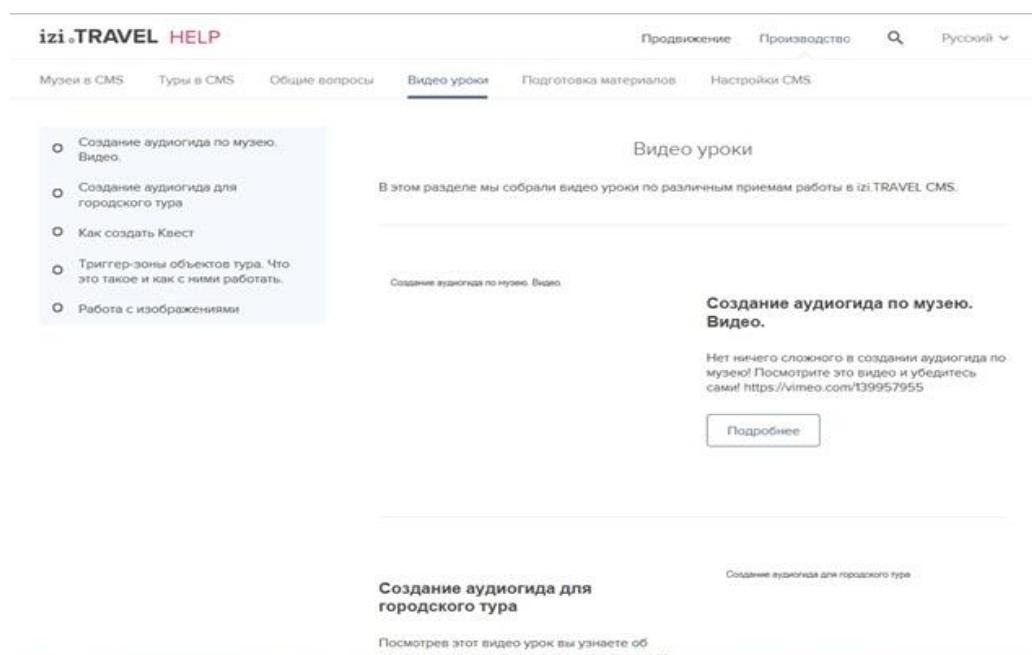 izi.TRAVEL HELP
Продвижение Производство Русский
Музеи в CMS Туры в CMS Общие вопросы Видео уроки Подготовка материалов Настройки CMS
Создание аудиогида по музею.
Видео.
Создание аудиогида для
городского тура
Как создать Квест
Триггер-зоны объектов тура. Что
это такое и как с ними работать.
Работа с изображениями
Видео уроки
В этом разделе мы собрали видео уроки по различным приемам работы в izi.TRAVEL CMS.
Создание аудиогида по музею. Видео.
Создание аудиогида по музею.
Видео.
Нет ничего сложного в создании аудиогида по
музею! Посмотрите это видео и убедитесь
сами! https://vimeo.com/139957955
Подробнее
Создание аудиогида для
городского тура
Посмотрев этот видео урок вы узнаете об
Создание аудиогида для городского тура